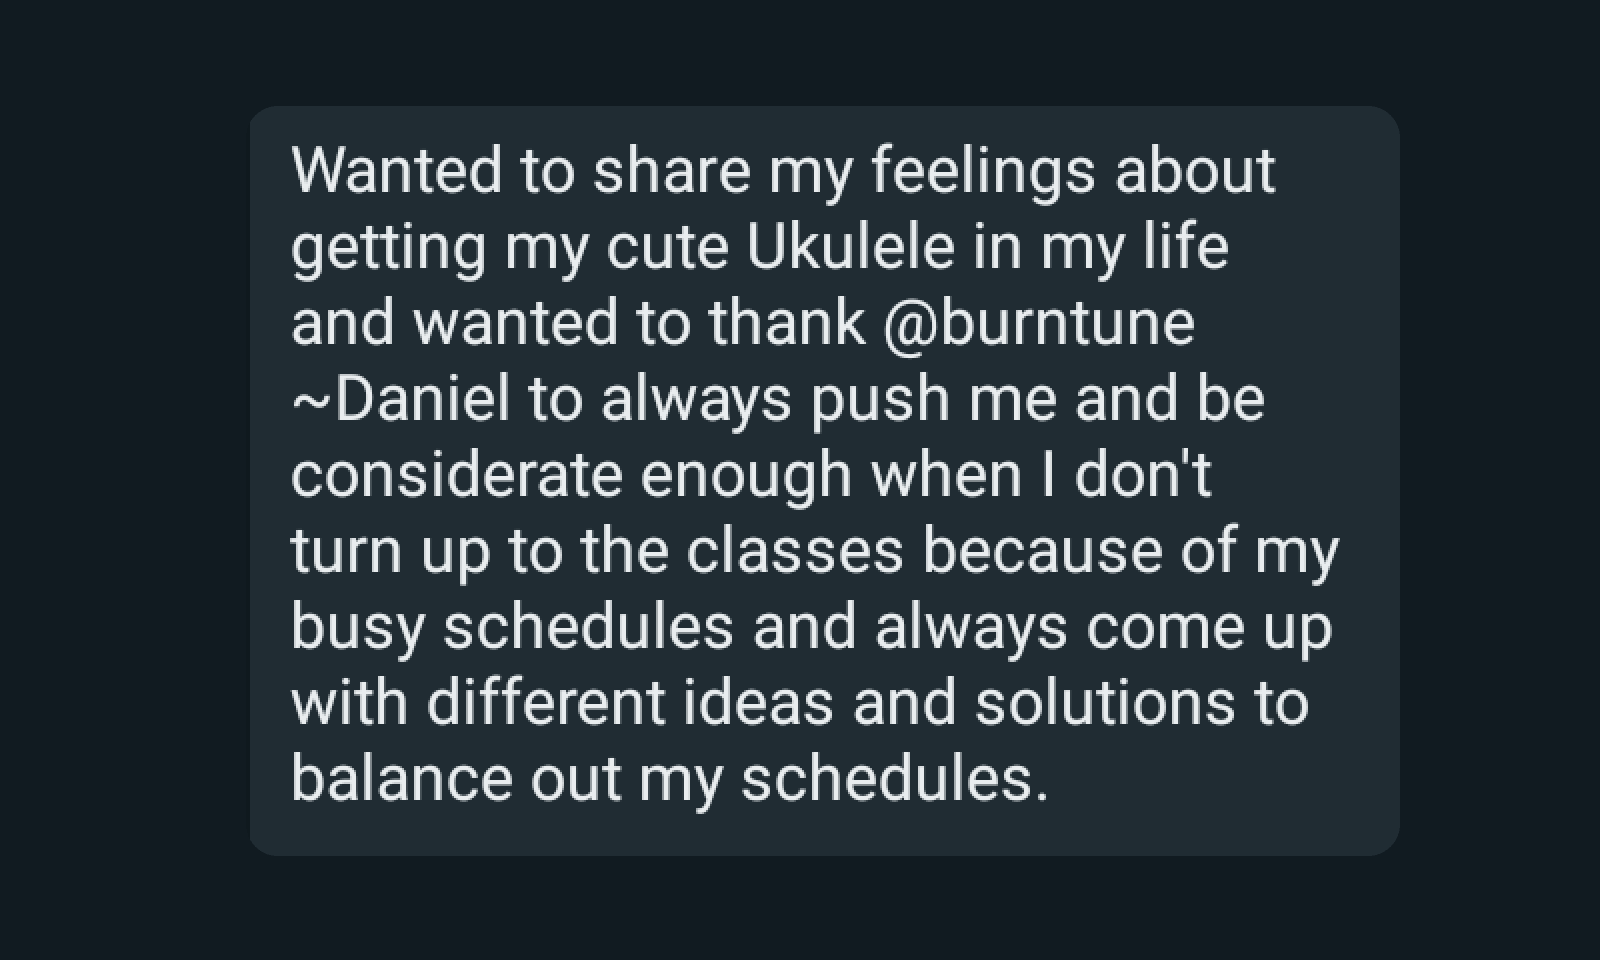 Wanted to share my feelings about
getting my cute Ukulele in my life
and wanted to thank @burntune
~Daniel to always push me and be
considerate enough when I don't
turn up to the classes because of my
busy schedules and always come up
with different ideas and solutions to
balance out my schedules.